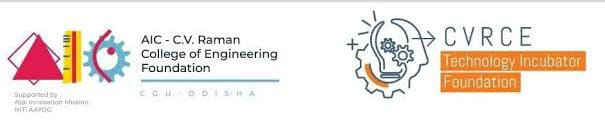 AIC - C.V. Raman
College of Engineering
Foundation
CGU-ODISHA
Supported by
Atal Innovation Mission
NITI AAYOG
CVRCE
Technology Incubator
Foundation